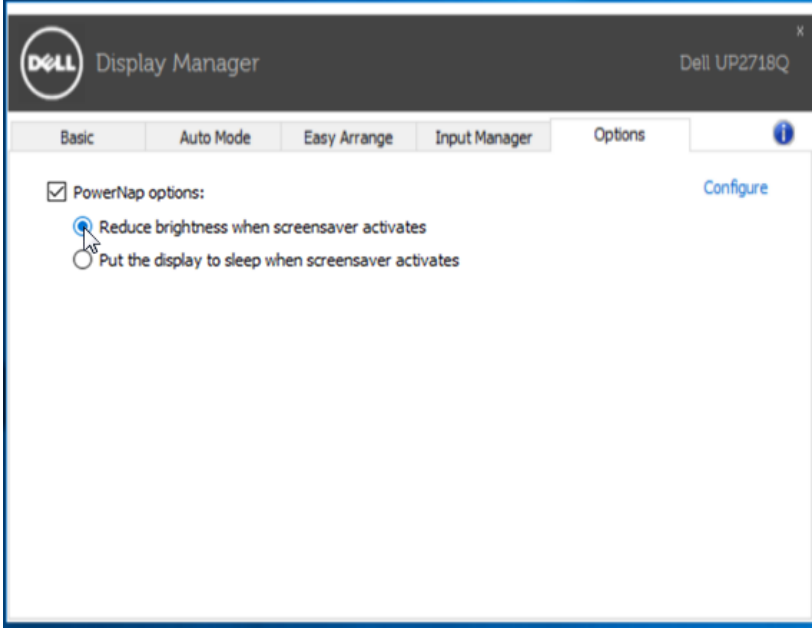 DELL Display Manager
x
Dell UP2718Q
Basic Auto Mode Easy Arrange Input Manager Options i
PowerNap options: Configure
Reduce brightness when screensaver activates
Put the display to sleep when screensaver activates